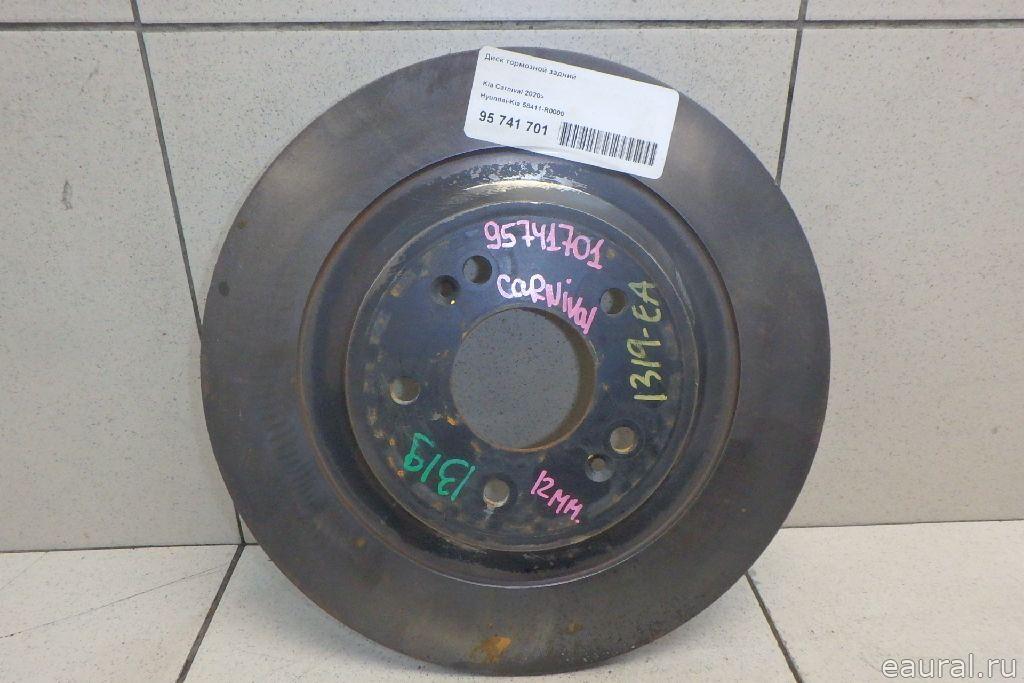 Диск тормозной задний
Kia Carnival 2020>
Hyundai-Kia 58411-R0000
95 741 701
95741701
CARNiVal
1319-EA
1319
12мм.
eaural.ru